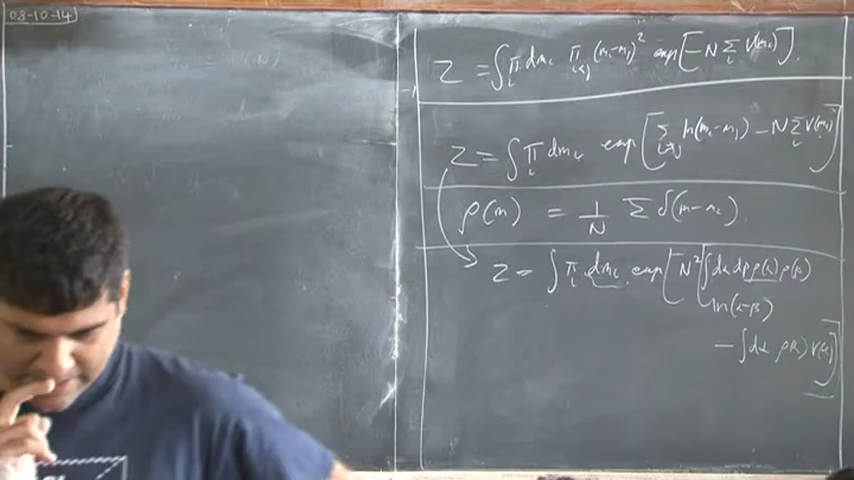 08-10-14
Z = ∫ ∏_i dm_i ∏_{i<j} (m_i-m_j)² exp[-N Σ_i V(m_i)].
Z = ∫ ∏_i dm_i exp[Σ_{i≠j} ln(m_i-m_j) - N Σ_i V(m_i)]
ρ(m) = 1/N Σ δ(m-m_i).
Z = ∫ ∏_i dm_i exp[N²[∫dα dβ ρ(α) ρ(β)
ln(α-β)
- ∫dα ρ(α) V(α)]